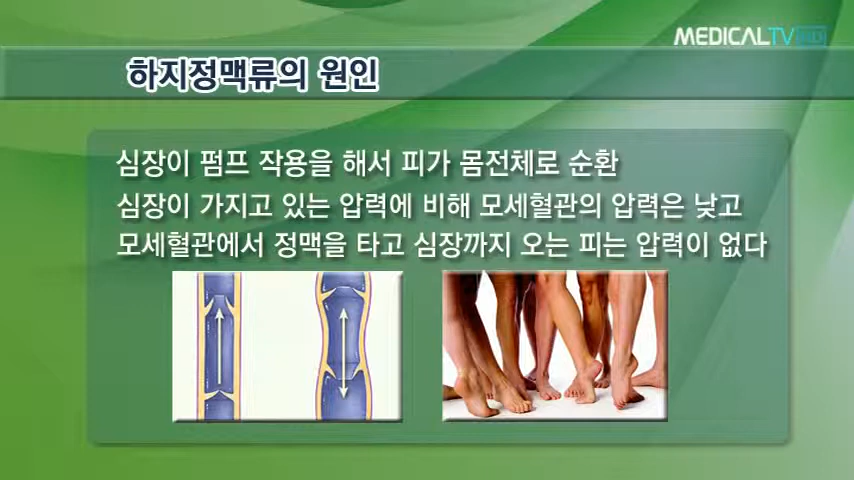 MEDICALTV HD
하지정맥류의 원인
심장이 펌프 작용을 해서 피가 몸전체로 순환
심장이 가지고 있는 압력에 비해 모세혈관의 압력은 낮고
모세혈관에서 정맥을 타고 심장까지 오는 피는 압력이 없다